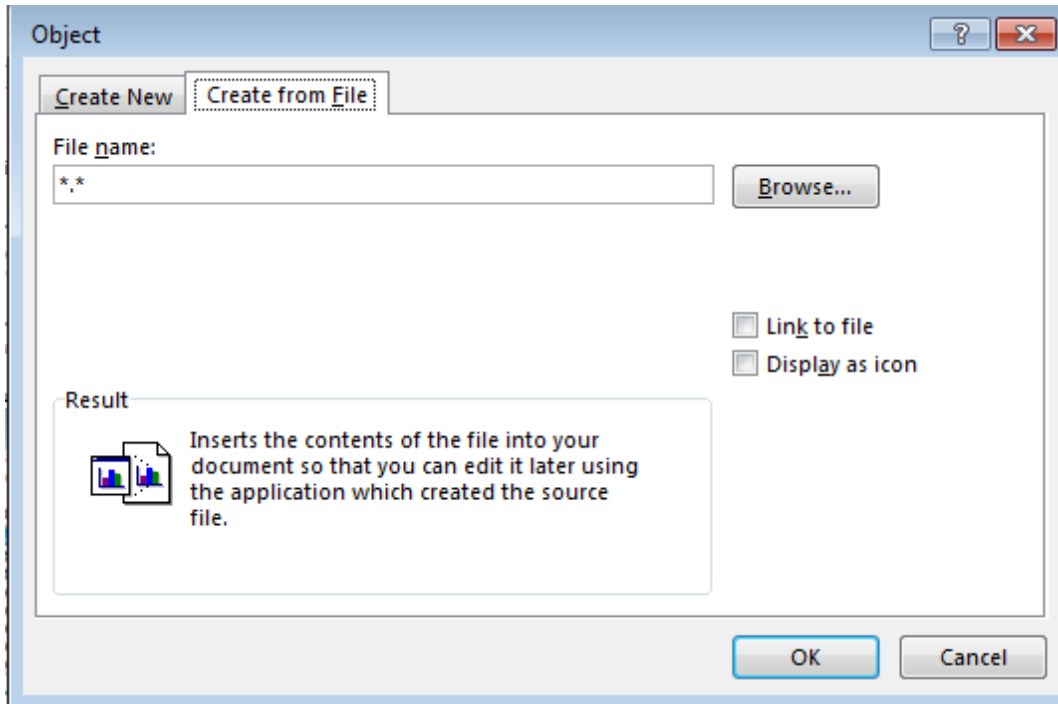 Object
Create New
Create from File
File name:
*.*
Browse...
Link to file
Display as icon
Result
Inserts the contents of the file into your
document so that you can edit it later using
the application which created the source
file.
OK
Cancel